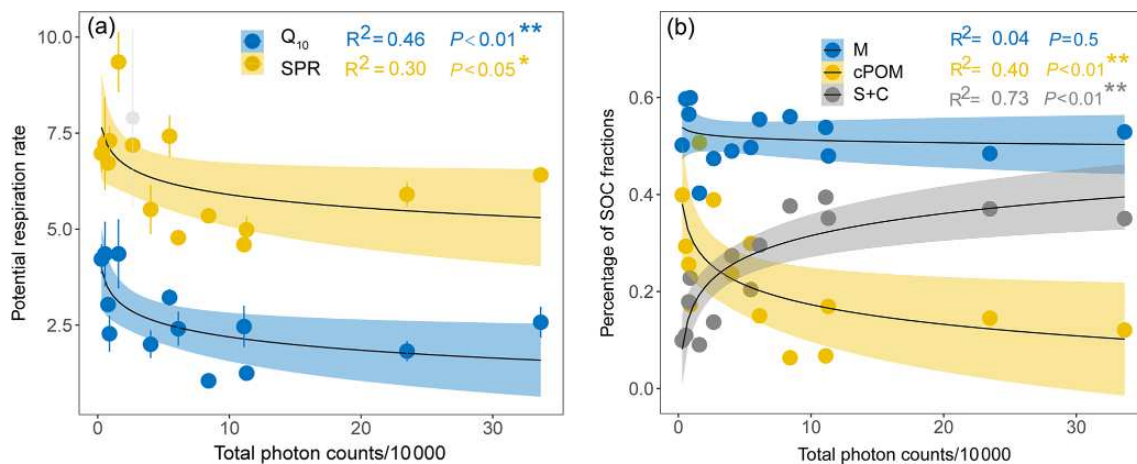 (a)
Q10 R2=0.46 P<0.01**
SPR R2=0.30 P<0.05*
10.0
7.5
5.0
2.5
Potential respiration rate
0 10 20 30
Total photon counts/10000
(b)
M R2= 0.04 P=0.5
cPOM R2= 0.40 P<0.01**
S+C R2= 0.73 P<0.01**
0.6
0.4
0.2
0.0
Percentage of SOC fractions
0 10 20 30
Total photon counts/10000